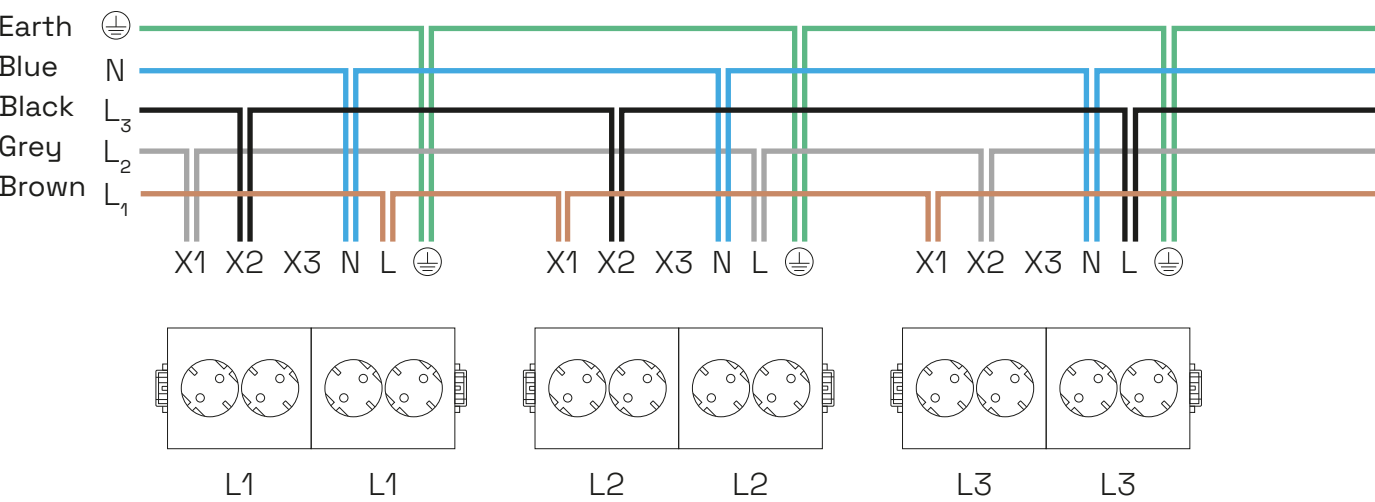 Earth
Blue N
Black L3
Grey L2
Brown L1
X1 X2 X3 N L X1 X2 X3 N L X1 X2 X3 N L
L1 L1 L2 L2 L3 L3